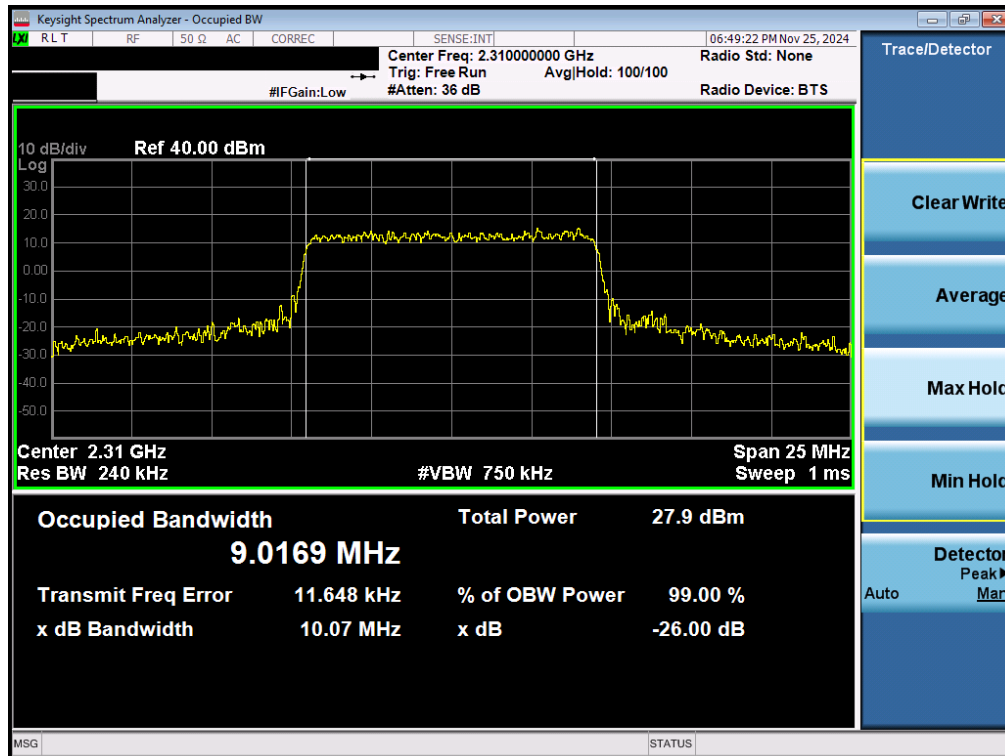 Keysight Spectrum Analyzer - Occupied BW
LXI RLT RF 50 Ω AC CORREC SENSE:INT 06:49:22 PM Nov 25, 2024
Center Freq: 2.310000000 GHz Radio Std: None
Trig: Free Run Avg|Hold: 100/100
#IFGain:Low #Atten: 36 dB Radio Device: BTS
10 dB/div Ref 40.00 dBm
Log
30.0
20.0
10.0
0.00
-10.0
-20.0
-30.0
-40.0
-50.0
Center 2.31 GHz Span 25 MHz
Res BW 240 kHz #VBW 750 kHz Sweep 1 ms
Occupied Bandwidth Total Power 27.9 dBm
9.0169 MHz
Transmit Freq Error 11.648 kHz % of OBW Power 99.00 %
x dB Bandwidth 10.07 MHz x dB -26.00 dB
MSG STATUS
Trace/Detector
Clear Write
Average
Max Hold
Min Hold
Detector
Peak▶
Auto Man